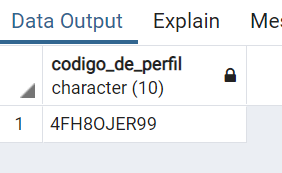 Data Output Explain Mes
codigo_de_perfil
character (10)
1 4FH8OJER99